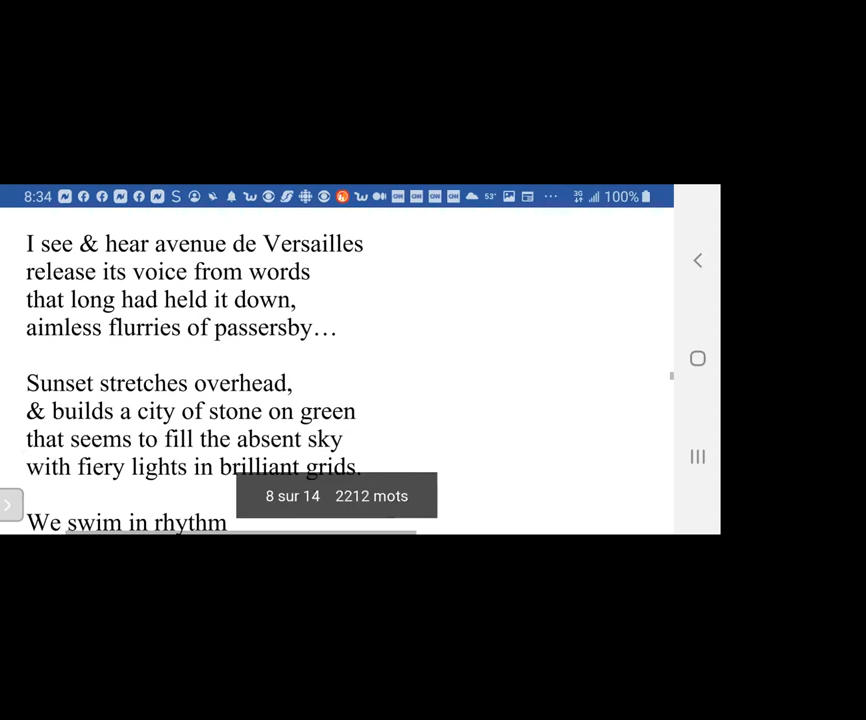 8:34 53° ... 3G 100%
I see & hear avenue de Versailles
release its voice from words
that long had held it down,
aimless flurries of passersby…
Sunset stretches overhead,
& builds a city of stone on green
that seems to fill the absent sky
with fiery lights in brilliant grids.
8 sur 14 2212 mots
We swim in rhythm